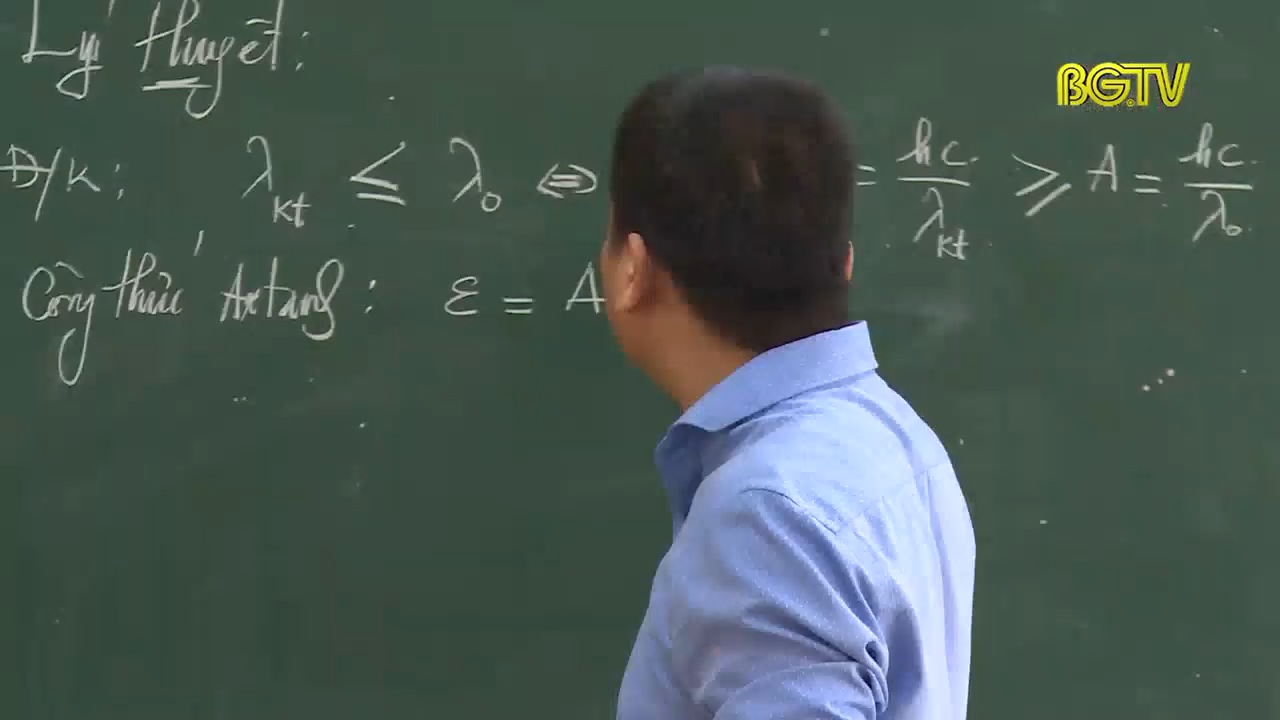 Lý thuyết:
BGTV
Đ/K: λkt ≤ λ₀ ⇔ = hc/λkt ≥ A = hc/λ₀
Công thức Anhxtanh: ε = A